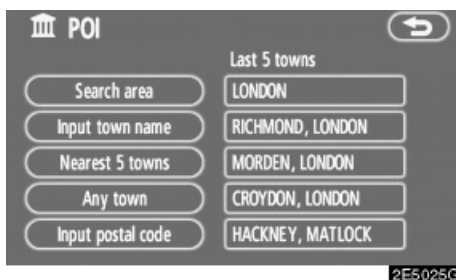 POI
Last 5 towns
Search area LONDON
Input town name RICHMOND, LONDON
Nearest 5 towns MORDEN, LONDON
Any town CROYDON, LONDON
Input postal code HACKNEY, MATLOCK
2E5025G